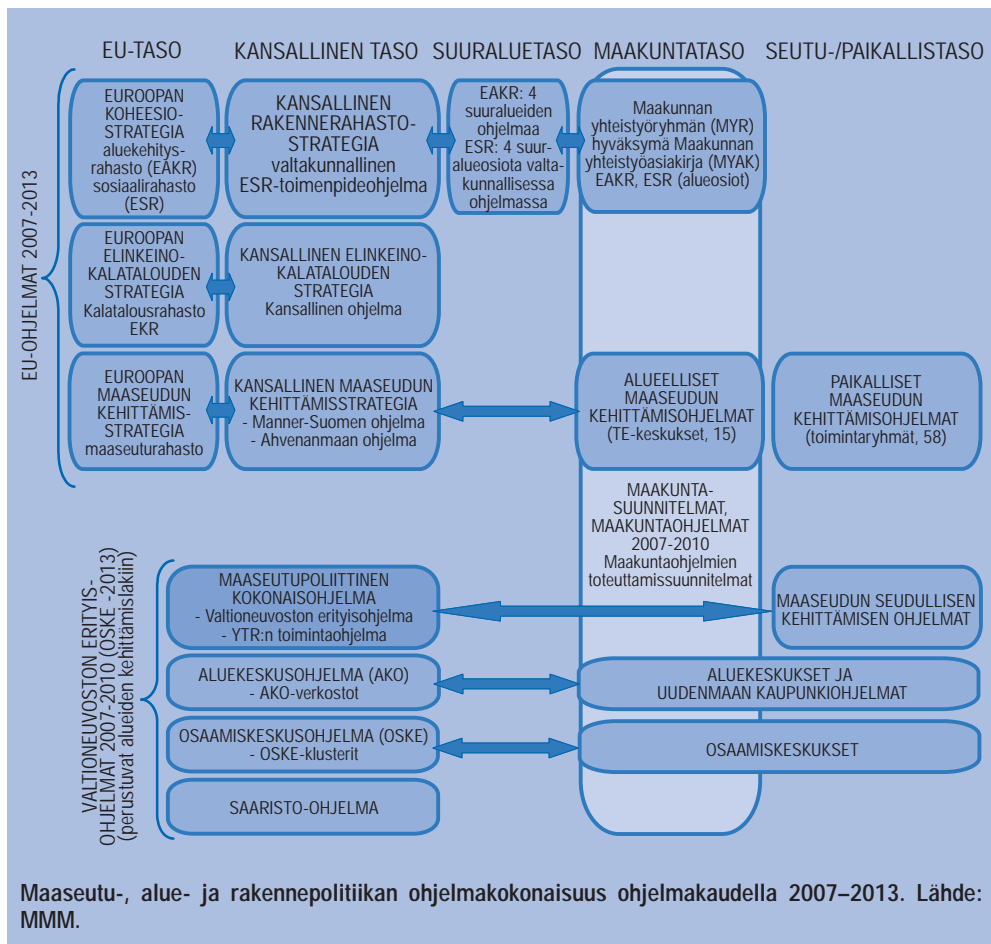 EU-TASO
KANSALLINEN TASO
SUURALUETASO
MAAKUNTATASO
SEUTU-/PAIKALLISTASO
EU-OHJELMAT 2007-2013
EUROOPAN
KOHEESIO-
STRATEGIA
aluekehitys-
rahasto (EAKR)
sosiaalirahasto
(ESR)
KANSALLINEN
RAKENNERAHASTO-
STRATEGIA
valtakunnallinen
ESR-toimenpideohjelma
EAKR: 4
suuralueiden
ohjelmaa
ESR: 4 suur-
alueosiota valta-
kunnallisessa
ohjelmassa
Maakunnan
yhteistyöryhmän (MYR)
hyväksymä Maakunnan
yhteistyöasiakirja (MYAK)
EAKR, ESR (alueosiot)
EUROOPAN
ELINKEINO-
KALATALOUDEN
STRATEGIA
Kalatalousrahasto
EKR
KANSALLINEN ELINKEINO-
KALATALOUDEN
STRATEGIA
Kansallinen ohjelma
EUROOPAN
MAASEUDUN
KEHITTÄMIS-
STRATEGIA
maaseuturahasto
KANSALLINEN MAASEUDUN
KEHITTÄMISSTRATEGIA
- Manner-Suomen ohjelma
- Ahvenanmaan ohjelma
ALUEELLISET
MAASEUDUN
KEHITTÄMISOHJELMAT
(TE-keskukset, 15)
PAIKALLISET
MAASEUDUN
KEHITTÄMISOHJELMAT
(toimintaryhmät, 58)
MAAKUNTA-
SUUNNITELMAT,
MAAKUNTAOHJELMAT
2007-2010
Maakuntaohjelmien
toteuttamissuunnitelmat
VALTIONEUVOSTON ERITYIS-
OHJELMAT 2007-2010 (OSKE -2013)
(perustuvat alueiden kehittämislakiin)
MAASEUTUPOLIITTINEN
KOKONAISOHJELMA
- Valtioneuvoston erityisohjelma
- YTR:n toimintaohjelma
MAASEUDUN SEUDULLISEN
KEHITTÄMISEN OHJELMAT
ALUEKESKUSOHJELMA (AKO)
- AKO-verkostot
ALUEKESKUKSET JA
UUDENMAAN KAUPUNKIOHJELMAT
OSAAMISKESKUSOHJELMA (OSKE)
- OSKE-klusterit
OSAAMISKESKUKSET
SAARISTO-OHJELMA
Maaseutu-, alue- ja rakennepolitiikan ohjelmakokonaisuus ohjelmakaudella 2007–2013. Lähde:
MMM.